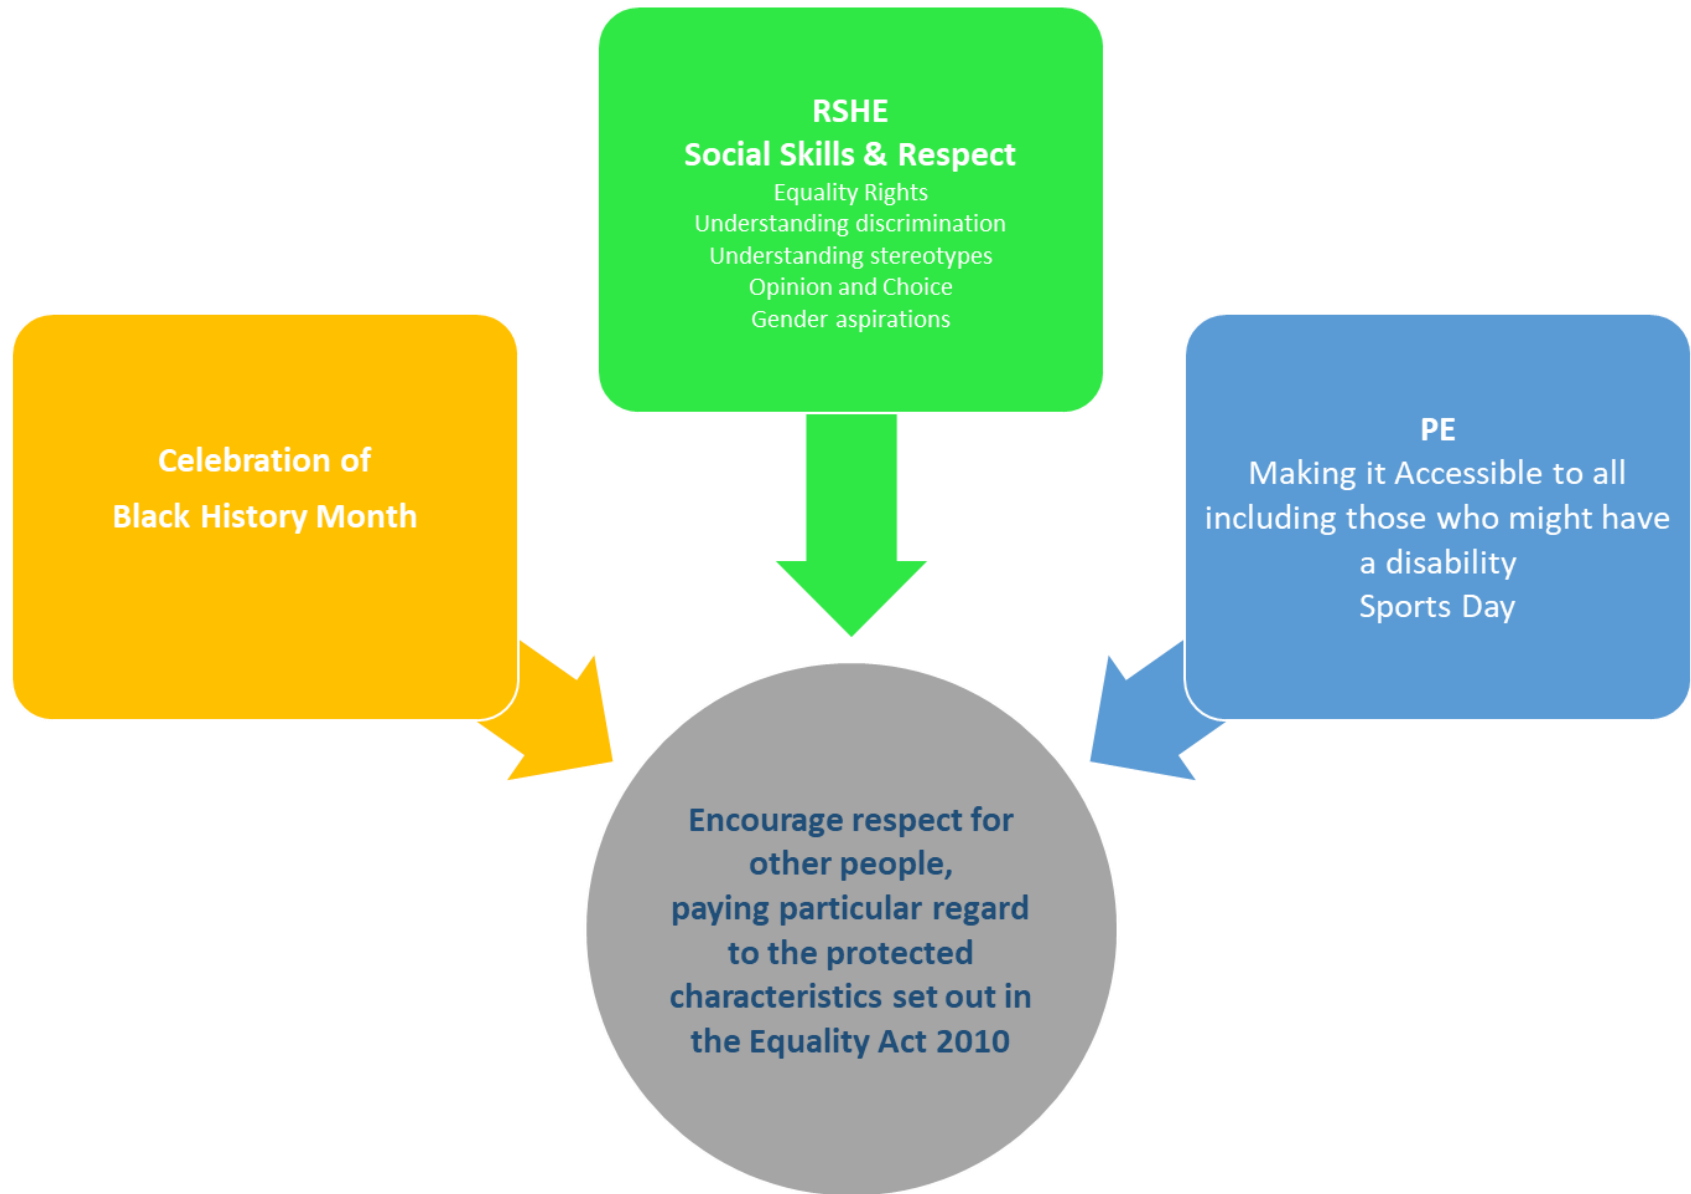 RSHE
Social Skills & Respect
Equality Rights
Understanding discrimination
Understanding stereotypes
Opinion and Choice
Gender aspirations
Celebration of
Black History Month
PE
Making it Accessible to all
including those who might have
a disability
Sports Day
Encourage respect for
other people,
paying particular regard
to the protected
characteristics set out in
the Equality Act 2010